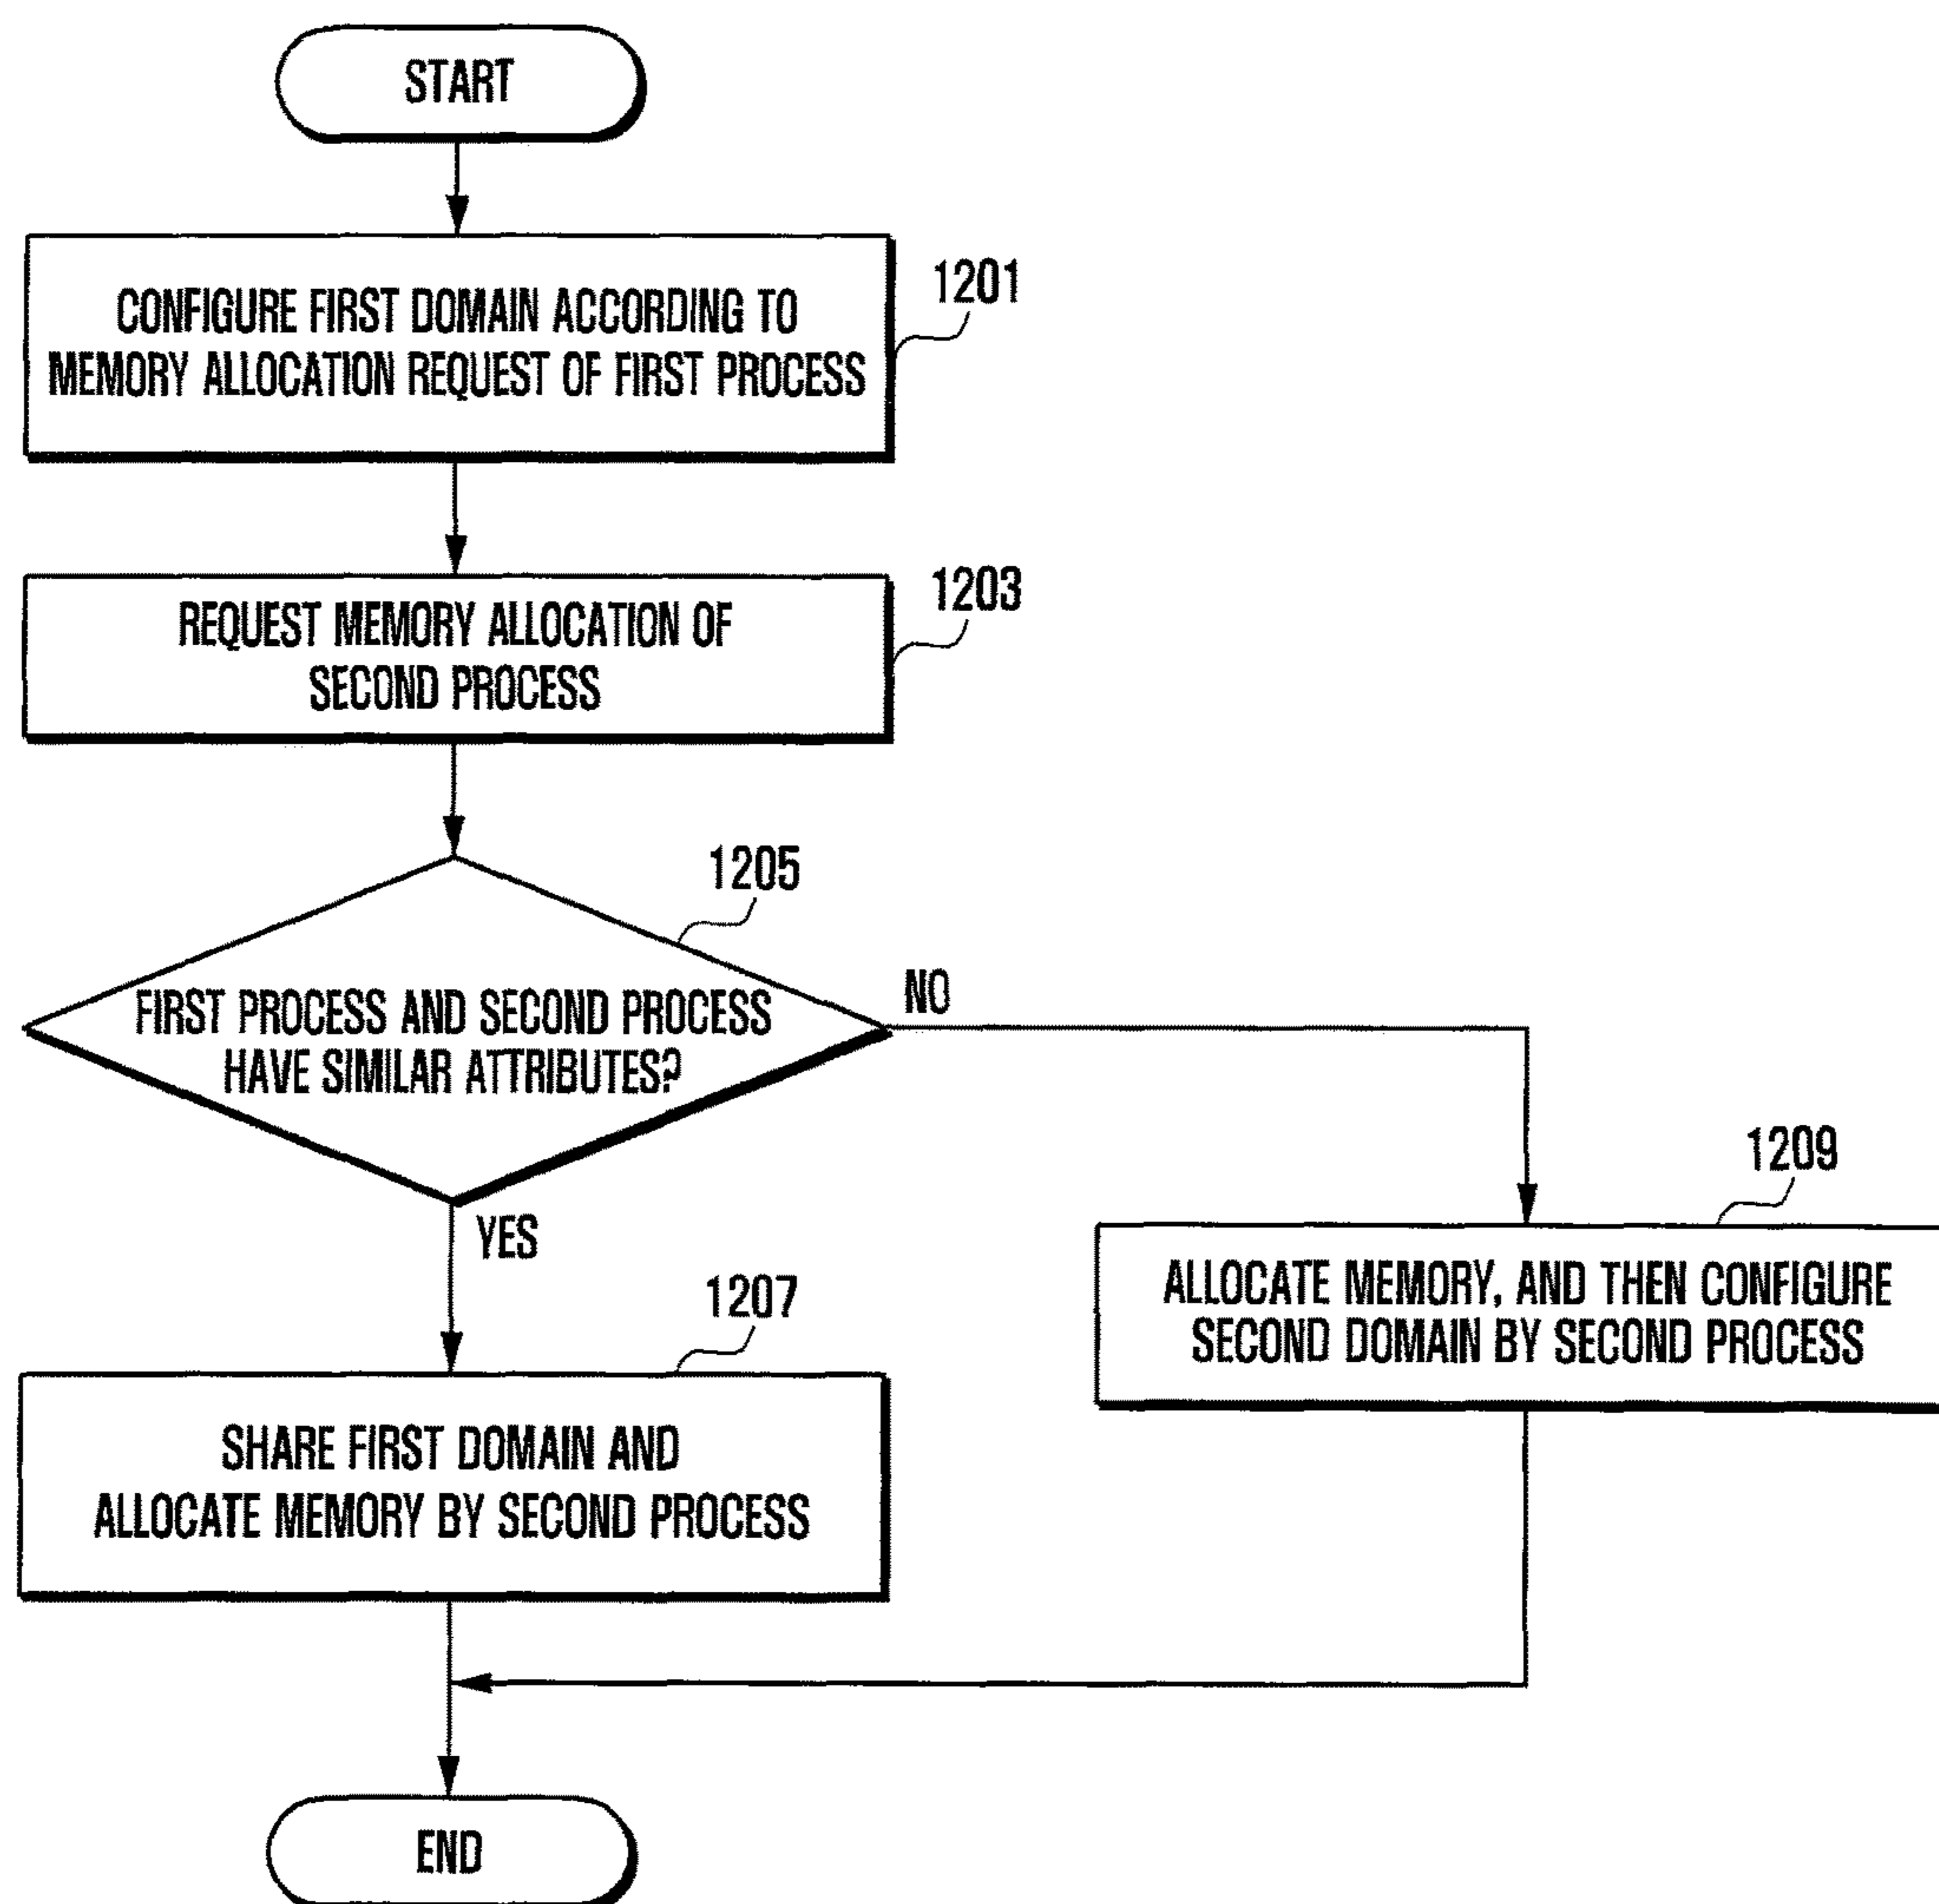 START
CONFIGURE FIRST DOMAIN ACCORDING TO
MEMORY ALLOCATION REQUEST OF FIRST PROCESS
1201
REQUEST MEMORY ALLOCATION OF
SECOND PROCESS
1203
1205
FIRST PROCESS AND SECOND PROCESS
HAVE SIMILAR ATTRIBUTES?
NO
YES
1209
ALLOCATE MEMORY, AND THEN CONFIGURE
SECOND DOMAIN BY SECOND PROCESS
1207
SHARE FIRST DOMAIN AND
ALLOCATE MEMORY BY SECOND PROCESS
END